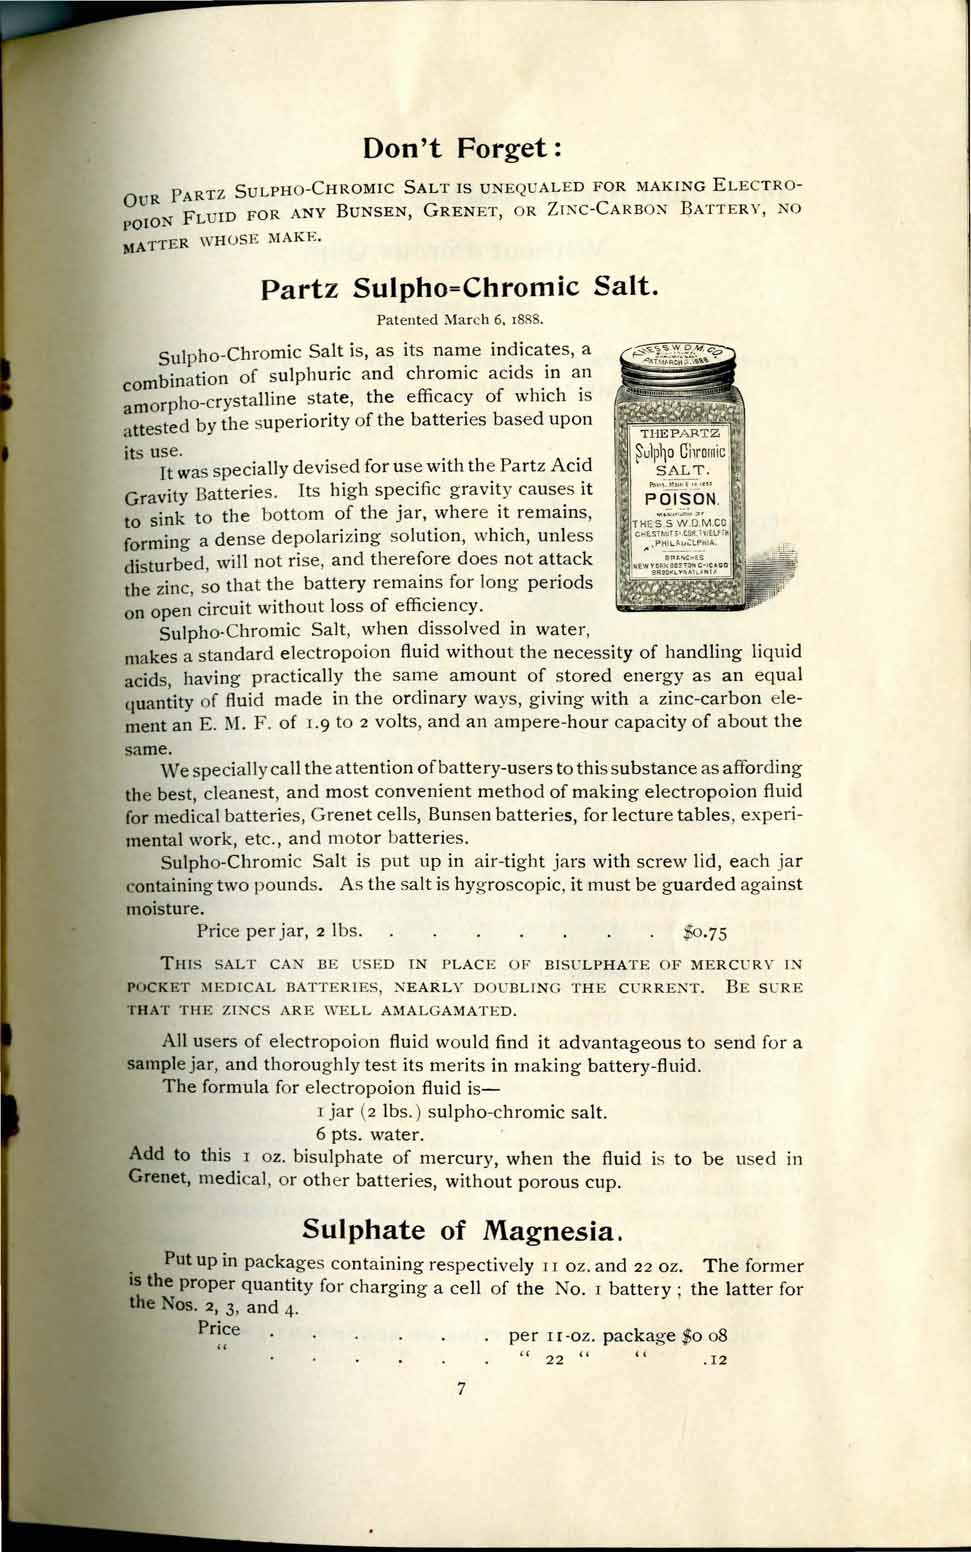 Don't Forget:
OUR PARTZ SULPHO-CHROMIC SALT IS UNEQUALED FOR MAKING ELECTRO-
POION FLUID FOR ANY BUNSEN, GRENET, OR ZINC-CARBON BATTERY, NO
MATTER WHOSE MAKE.
Partz Sulpho=Chromic Salt.
Patented March 6, 1888.
Sulpho-Chromic Salt is, as its name indicates, a
combination of sulphuric and chromic acids in an
amorpho-crystalline state, the efficacy of which is
attested by the superiority of the batteries based upon
its use.
It was specially devised for use with the Partz Acid
Gravity Batteries. Its high specific gravity causes it
to sink to the bottom of the jar, where it remains,
forming a dense depolarizing solution, which, unless
disturbed, will not rise, and therefore does not attack
the zinc, so that the battery remains for long periods
on open circuit without loss of efficiency.
THE S.S.W.D.M.CO.
THE PARTZ
Sulpho Chromic
SALT.
POISON.
THE S.S.W.D.M.CO
CHESTNUT ST. COR. TWELFTH
PHILADELPHIA.
BRANCHES
NEW YORK BOSTON CHICAGO
BROOKLYN ATLANTA
Sulpho-Chromic Salt, when dissolved in water,
makes a standard electropoion fluid without the necessity of handling liquid
acids, having practically the same amount of stored energy as an equal
quantity of fluid made in the ordinary ways, giving with a zinc-carbon ele-
ment an E. M. F. of 1.9 to 2 volts, and an ampere-hour capacity of about the
same.
We specially call the attention of battery-users to this substance as affording
the best, cleanest, and most convenient method of making electropoion fluid
for medical batteries, Grenet cells, Bunsen batteries, for lecture tables, experi-
mental work, etc., and motor batteries.
Sulpho-Chromic Salt is put up in air-tight jars with screw lid, each jar
containing two pounds. As the salt is hygroscopic, it must be guarded against
moisture.
Price per jar, 2 lbs. . . . . . . . $0.75
THIS SALT CAN BE USED IN PLACE OF BISULPHATE OF MERCURY IN
POCKET MEDICAL BATTERIES, NEARLY DOUBLING THE CURRENT. BE SURE
THAT THE ZINCS ARE WELL AMALGAMATED.
All users of electropoion fluid would find it advantageous to send for a
sample jar, and thoroughly test its merits in making battery-fluid.
The formula for electropoion fluid is—
1 jar (2 lbs.) sulpho-chromic salt.
6 pts. water.
Add to this 1 oz. bisulphate of mercury, when the fluid is to be used in
Grenet, medical, or other batteries, without porous cup.
Sulphate of Magnesia.
Put up in packages containing respectively 11 oz. and 22 oz. The former
is the proper quantity for charging a cell of the No. 1 battery; the latter for
the Nos. 2, 3, and 4.
Price . . . . . . per 11-oz. package $0 08
“ . . . . . . “ 22 “ “ .12
7